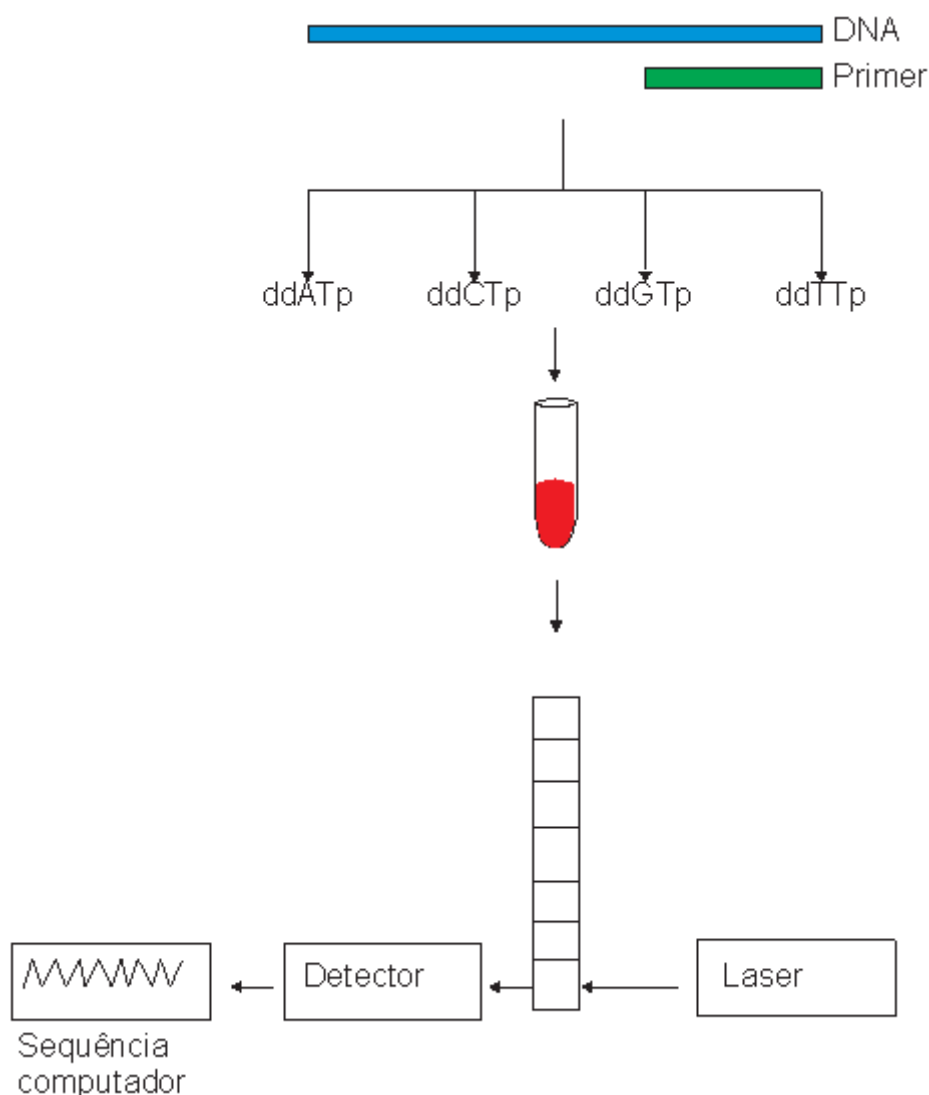 DNA
Primer
ddATp
ddCTp
ddGTp
ddTTp
Detector
Laser
Sequência
computador